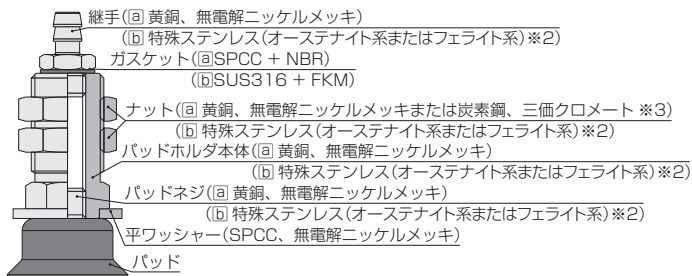 継手(ⓐ 黄銅、無電解ニッケルメッキ)
(ⓑ 特殊ステンレス(オーステナイト系またはフェライト系)※2)
ガスケット(ⓐSPCC + NBR)
(ⓑSUS316 + FKM)
ナット(ⓐ 黄銅、無電解ニッケルメッキまたは炭素鋼、三価クロメート ※3)
(ⓑ 特殊ステンレス(オーステナイト系またはフェライト系)※2)
パッドホルダ本体(ⓐ 黄銅、無電解ニッケルメッキ)
(ⓑ 特殊ステンレス(オーステナイト系またはフェライト系)※2)
パッドネジ(ⓐ 黄銅、無電解ニッケルメッキ)
(ⓑ 特殊ステンレス(オーステナイト系またはフェライト系)※2)
平ワッシャー(SPCC、無電解ニッケルメッキ)
パッド